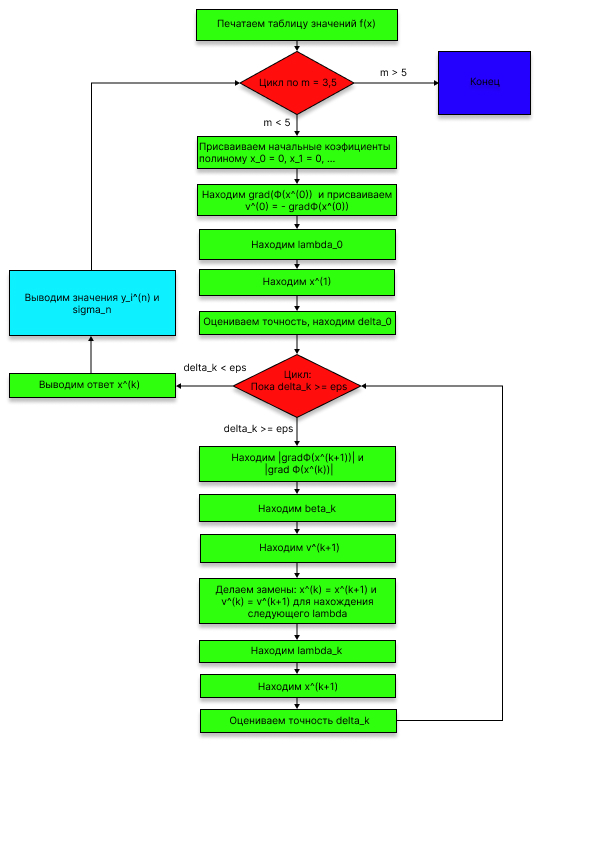 Печатаем таблицу значений f(x)
Цикл по m = 3,5
m > 5
Конец
m < 5
Присваиваем начальные коэфициенты
полиному x_0 = 0, x_1 = 0, ...
Находим grad(Ф(x^(0)) и присваиваем
v^(0) = - gradФ(x^(0))
Находим lambda_0
Находим x^(1)
Оцениваем точность, находим delta_0
Выводим значения y_i^(n) и
sigma_n
Цикл:
Пока delta_k >= eps
delta_k < eps
Выводим ответ x^(k)
delta_k >= eps
Находим |gradФ(x^(k+1))| и
|grad Ф(x^(k))|
Находим beta_k
Находим v^(k+1)
Делаем замены: x^(k) = x^(k+1) и
v^(k) = v^(k+1) для нахождения
следующего lambda
Находим lambda_k
Находим x^(k+1)
Оцениваем точность delta_k